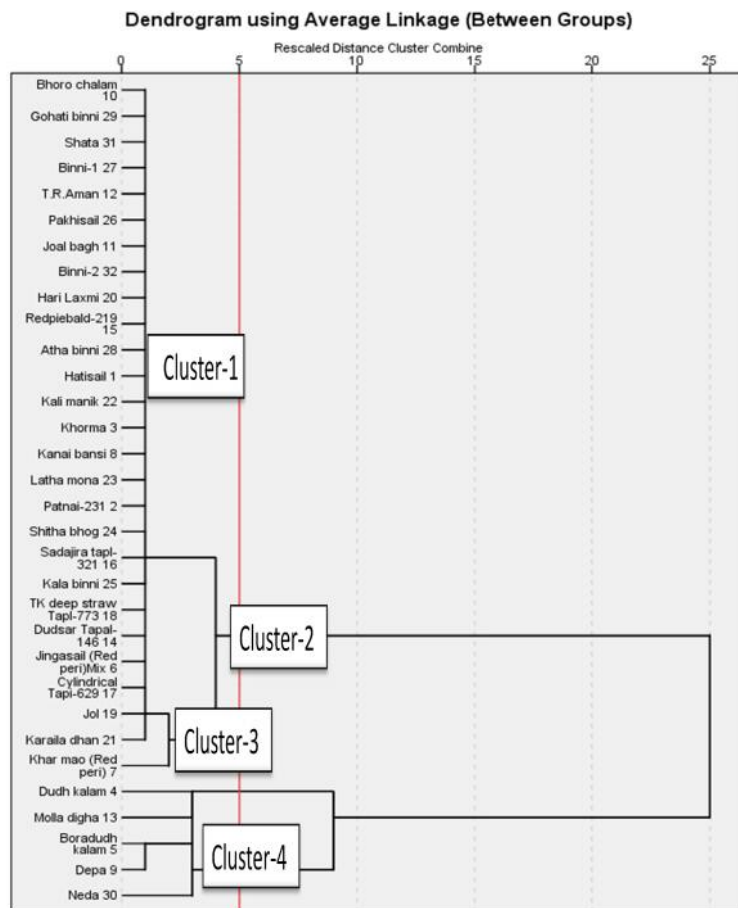 Dendrogram using Average Linkage (Between Groups)
Rescaled Distance Cluster Combine
0 5 10 15 20 25
Bhoro chalam
10
Gohati binni 29
Shata 31
Binni-1 27
T.R.Aman 12
Pakhisail 26
Joal bagh 11
Binni-2 32
Hari Laxmi 20
Redpiebald-219
15
Atha binni 28
Cluster-1
Hatisail 1
Kali manik 22
Khorma 3
Kanai bansi 8
Latha mona 23
Patnai-231 2
Shitha bhog 24
Sadajira tapl-
321 16
Kala binni 25
TK deep straw
Tapl-773 18
Dudsar Tapal-
146 14
Cluster-2
Jingasail (Red
peri)Mix 6
Cylindrical
Tapi-629 17
Jol 19
Karaila dhan 21
Cluster-3
Khar mao (Red
peri) 7
Dudh kalam 4
Molla digha 13
Boradudh
kalam 5
Cluster-4
Depa 9
Neda 30